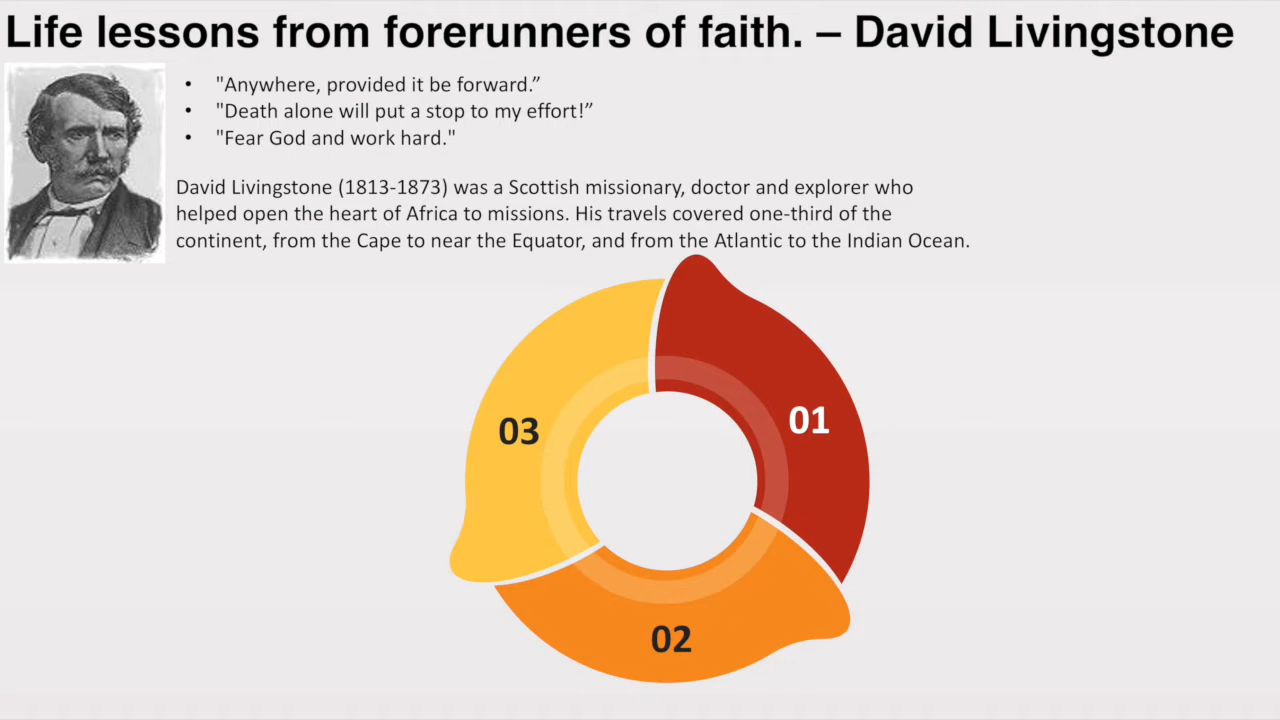 Life lessons from forerunners of faith. – David Livingstone
• "Anywhere, provided it be forward.”
• "Death alone will put a stop to my effort!”
• "Fear God and work hard."
David Livingstone (1813-1873) was a Scottish missionary, doctor and explorer who
helped open the heart of Africa to missions. His travels covered one-third of the
continent, from the Cape to near the Equator, and from the Atlantic to the Indian Ocean.
01
02
03